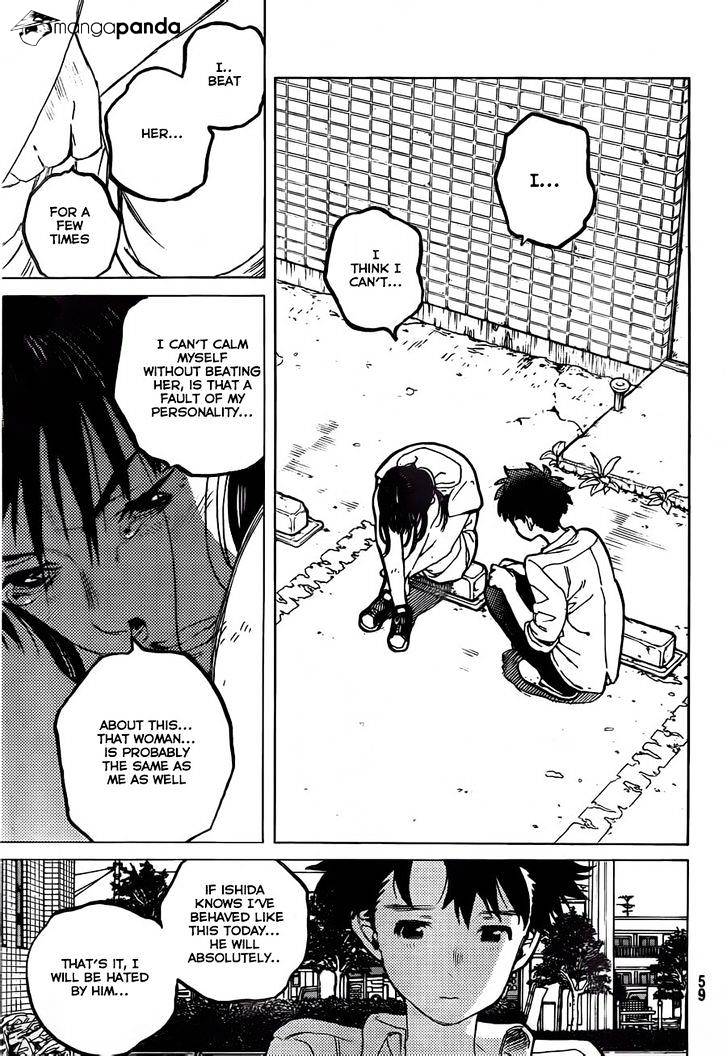 mangapanda
I...
I
THINK I
CAN'T...
I..
BEAT
HER...
FOR A
FEW
TIMES
I CAN'T CALM
MYSELF
WITHOUT BEATING
HER, IS THAT A
FAULT OF MY
PERSONALITY...
ABOUT THIS...
THAT WOMAN...
IS PROBABLY
THE SAME AS
ME AS WELL
IF ISHIDA
KNOWS I'VE
BEHAVED LIKE
THIS TODAY...
HE WILL
ABSOLUTELY..
THAT'S IT, I
WILL BE HATED
BY HIM...
59